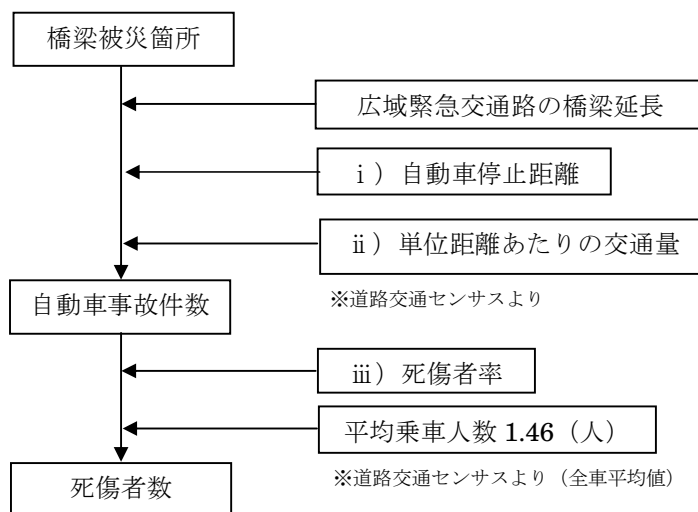 橋梁被災箇所
広域緊急交通路の橋梁延長
ⅰ）自動車停止距離
ⅱ）単位距離あたりの交通量
自動車事故件数
※道路交通センサスより
ⅲ）死傷者率
平均乗車人数 1.46（人）
※道路交通センサスより（全車平均値）
死傷者数